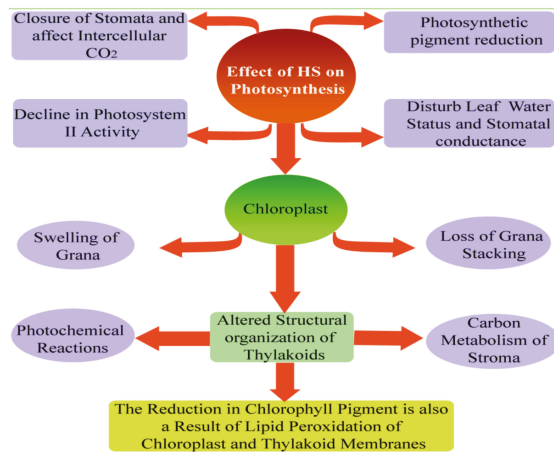 Closure of Stomata and
affect Intercellular
CO₂
Photosynthetic
pigment reduction
Effect of HS on
Photosynthesis
Decline in Photosystem
II Activity
Disturb Leaf Water
Status and Stomatal
conductance
Chloroplast
Swelling of
Grana
Loss of Grana
Stacking
Photochemical
Reactions
Altered Structural
organization of
Thylakoids
Carbon
Metabolism of
Stroma
The Reduction in Chlorophyll Pigment is also
a Result of Lipid Peroxidation of
Chloroplast and Thylakoid Membranes